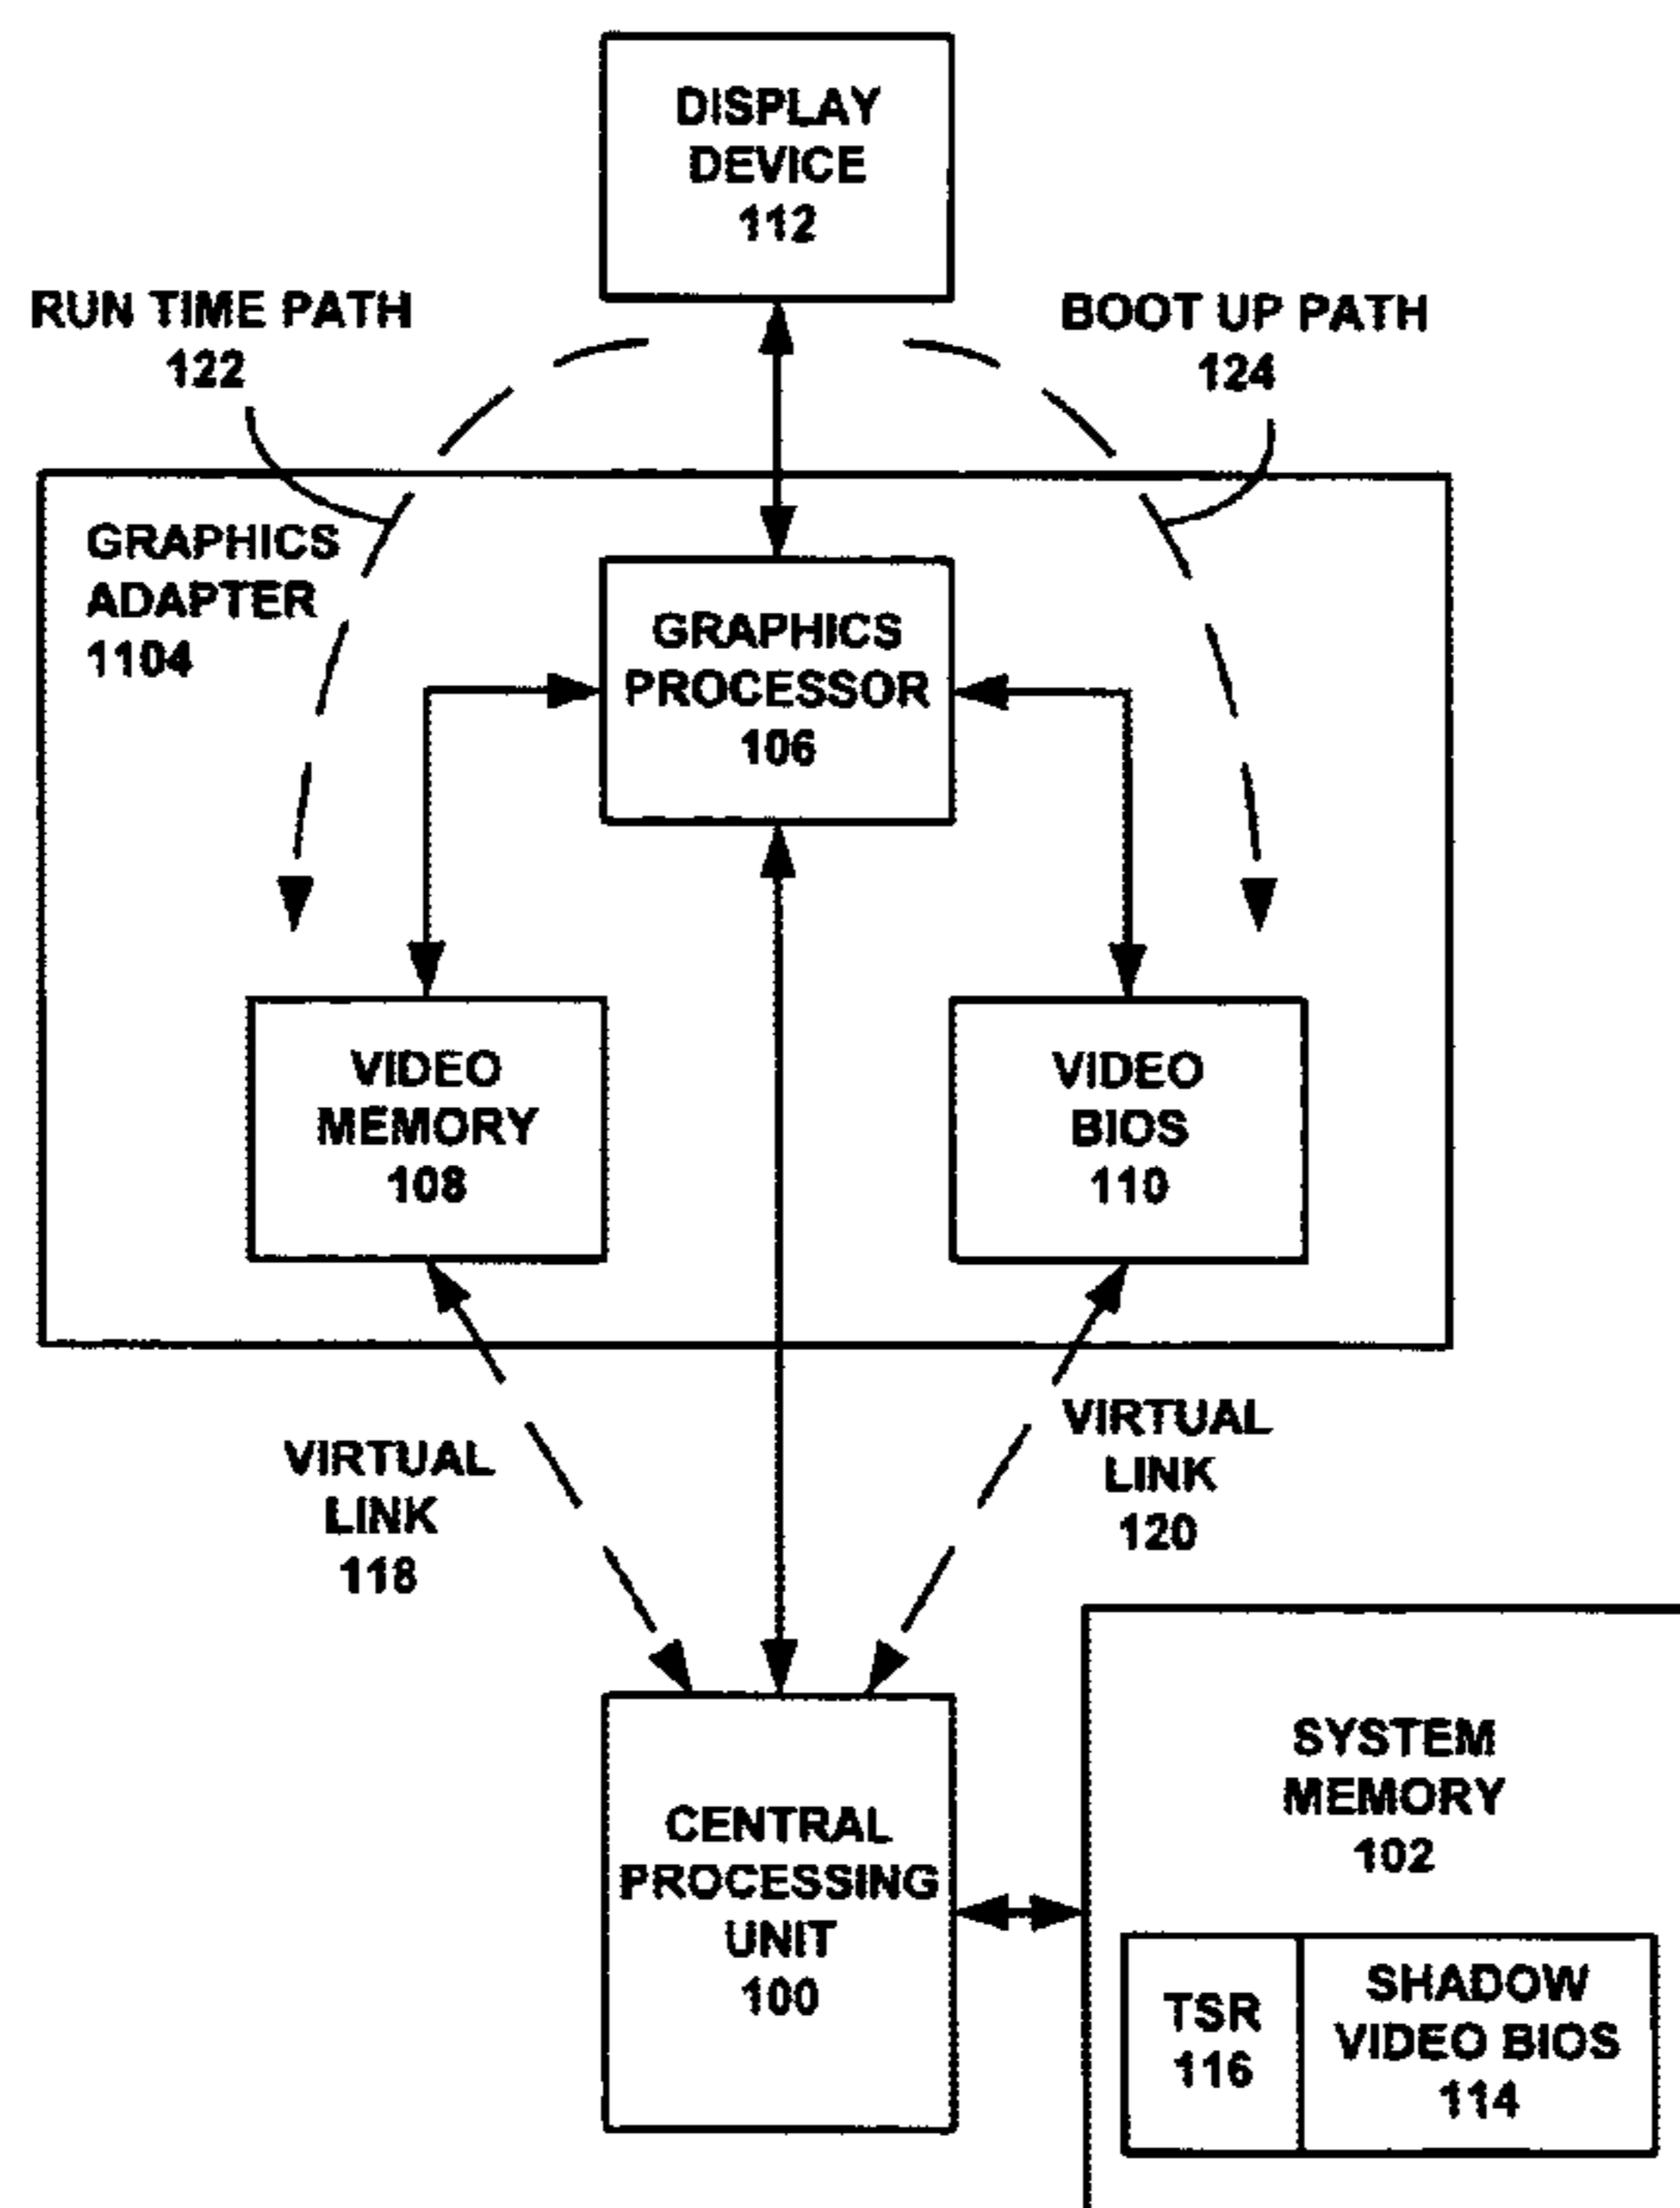 DISPLAY
DEVICE
112
RUN TIME PATH
122
BOOT UP PATH
124
GRAPHICS
ADAPTER
1104
GRAPHICS
PROCESSOR
106
VIDEO
MEMORY
108
VIDEO
BIOS
110
VIRTUAL
LINK
118
VIRTUAL
LINK
120
CENTRAL
PROCESSING
UNIT
100
SYSTEM
MEMORY
102
TSR
116
SHADOW
VIDEO BIOS
114